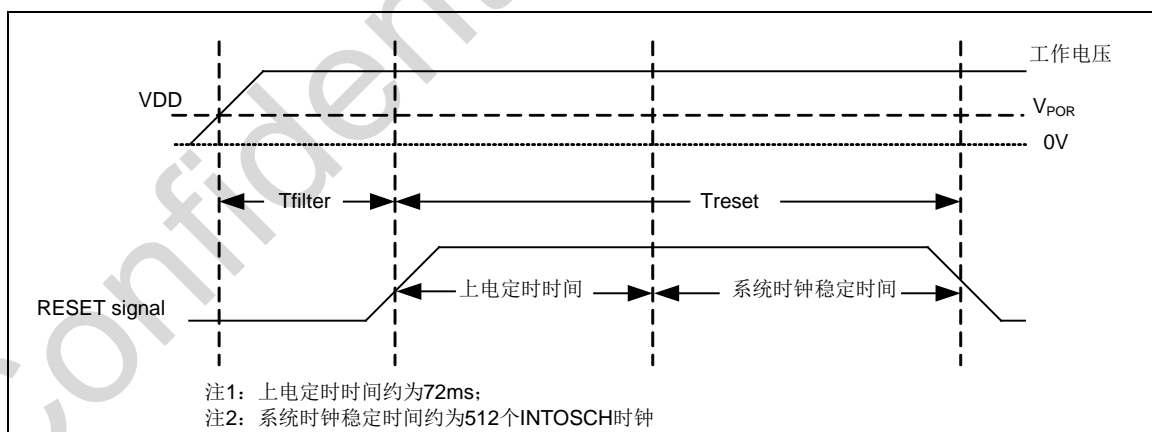 Confident
工作电压
VDD
V_POR
0V
Tfilter
Treset
上电定时时间
系统时钟稳定时间
RESET signal
注1：上电定时时间约为72ms；
注2：系统时钟稳定时间约为512个INTOSCH时钟